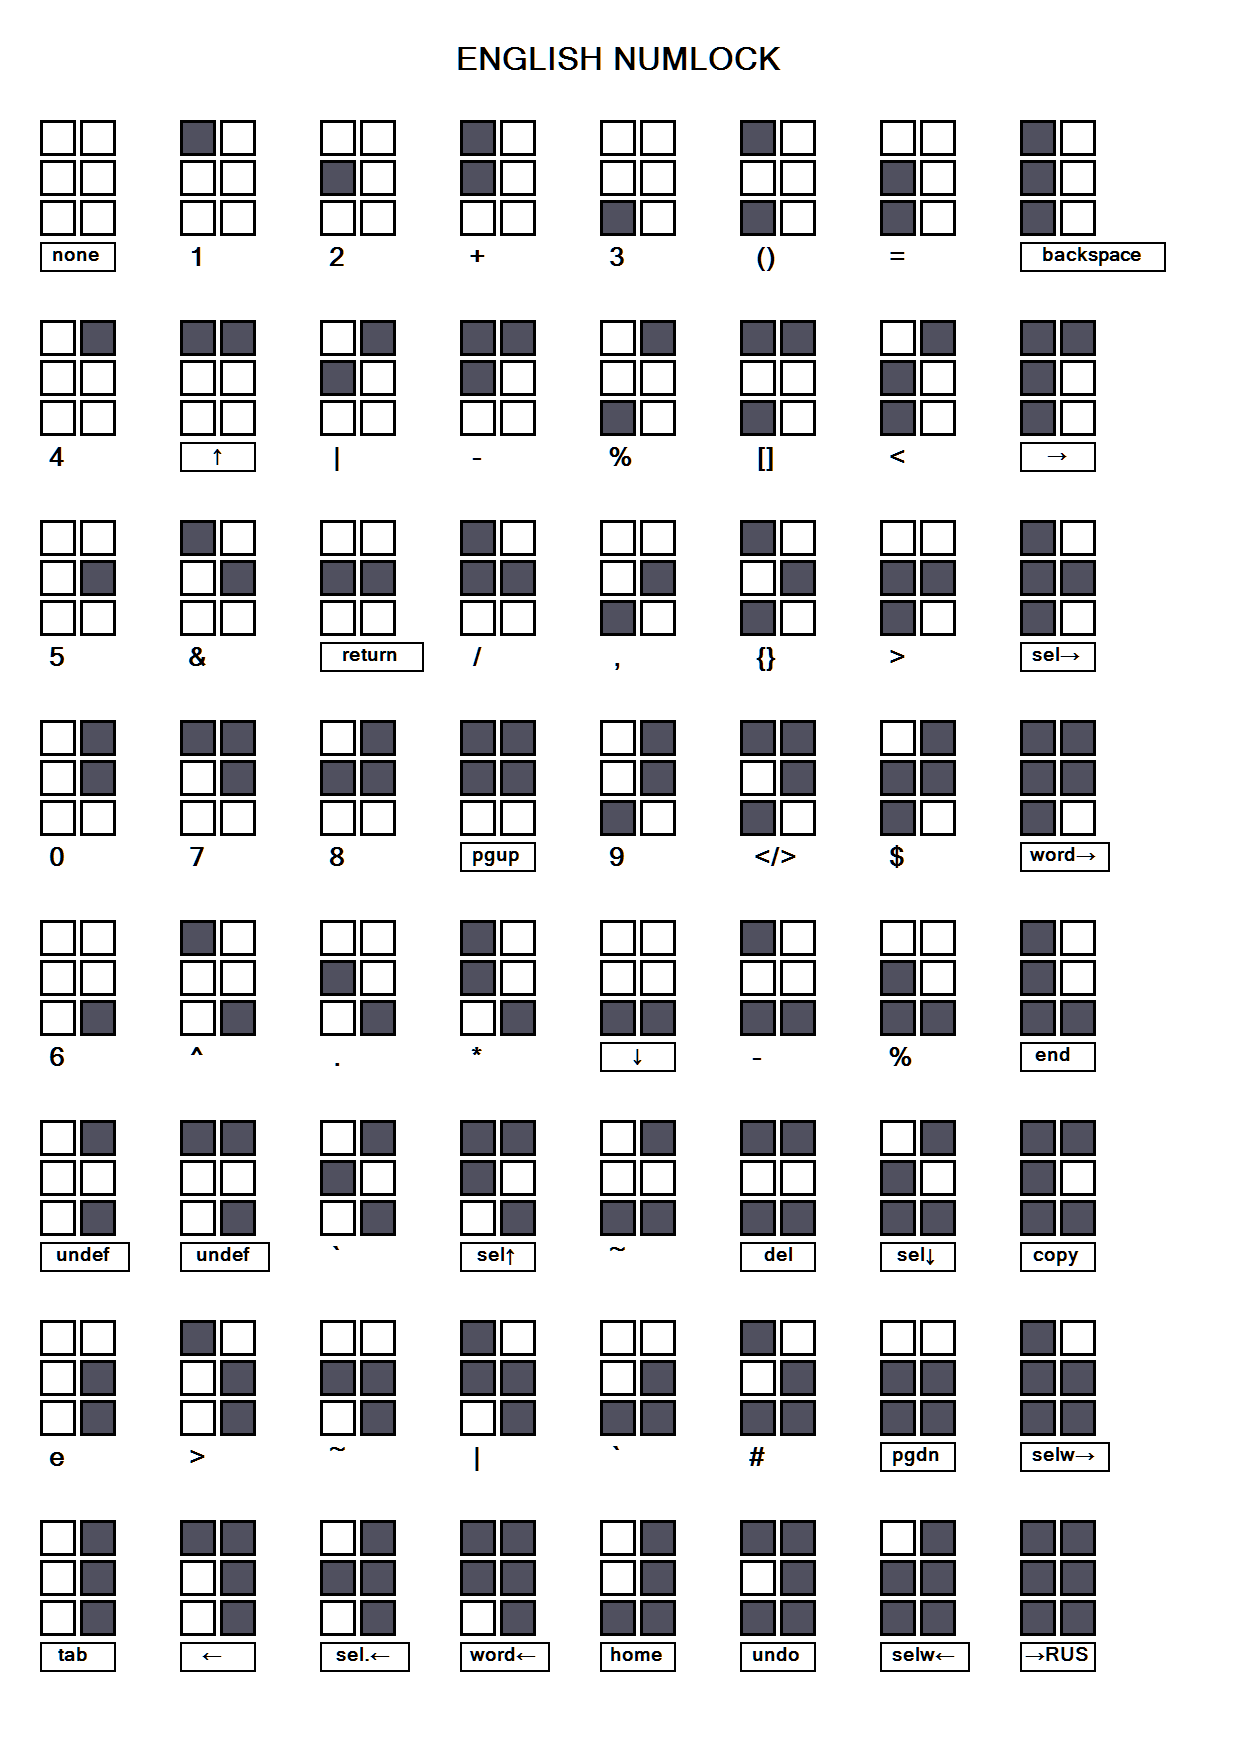 ENGLISH NUMLOCK
none 1 2 + 3 () = backspace
4 ↑ | - % [] < →
5 & return / , {} > sel→
0 7 8 pgup 9 </> $ word→
6 ^ . * ↓ - % end
undef undef ` sel↑ ~ del sel↓ copy
e > ~ | ` # pgdn selw→
tab ← sel.← word← home undo selw← →RUS